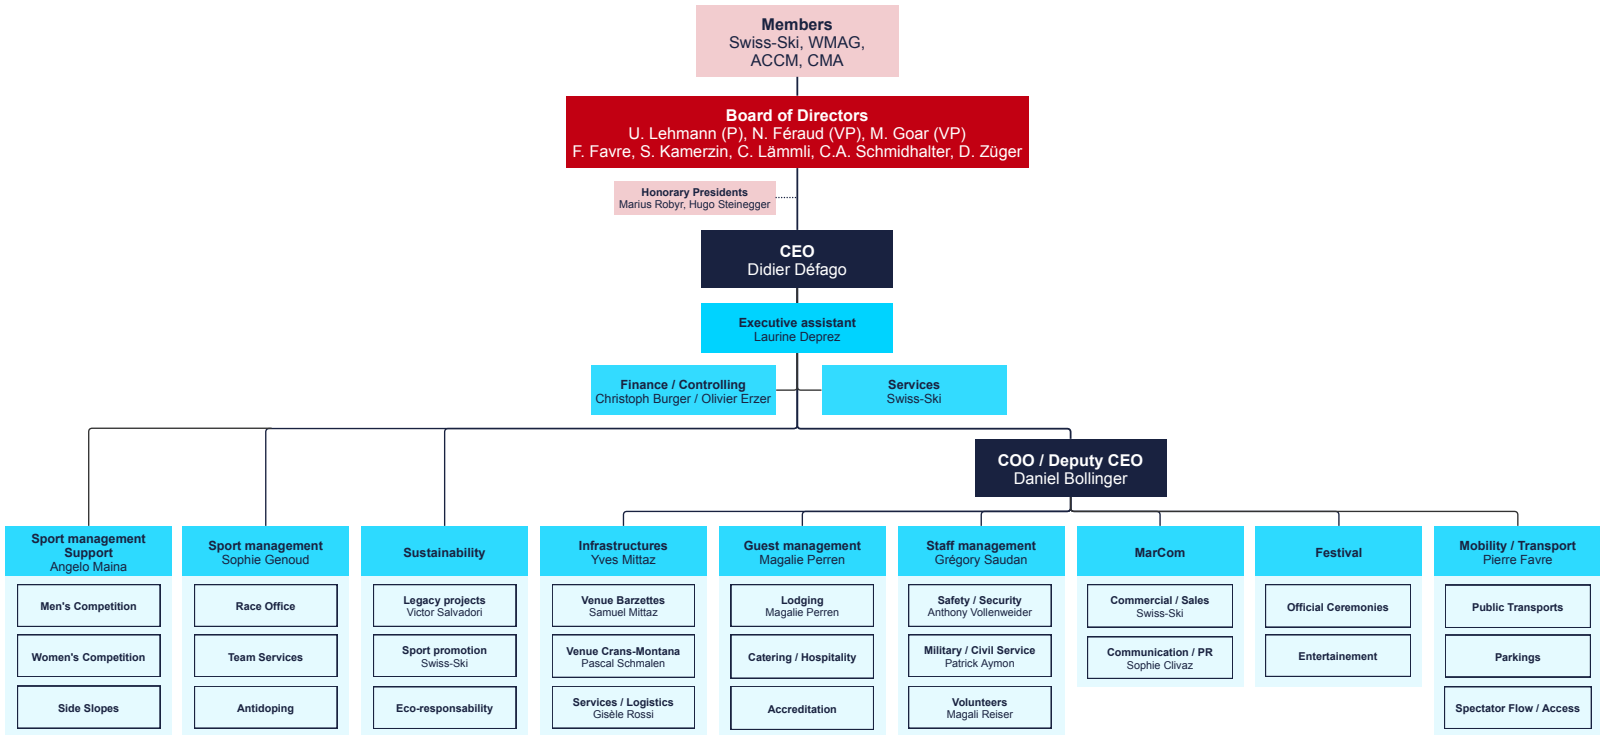 Members
Swiss-Ski, WMAG,
ACCM, CMA
Board of Directors
U. Lehmann (P), N. Féraud (VP), M. Goar (VP)
F. Favre, S. Kamerzin, C. Lämmli, C.A. Schmidhalter, D. Züger
Honorary Presidents
Marius Robyr, Hugo Steinegger
CEO
Didier Défago
Executive assistant
Laurine Deprez
Finance / Controlling
Christoph Burger / Olivier Erzer
Services
Swiss-Ski
COO / Deputy CEO
Daniel Bollinger
Sport management
Support
Angelo Maina
Men's Competition
Women's Competition
Side Slopes
Sport management
Sophie Genoud
Race Office
Team Services
Antidoping
Sustainability
Legacy projects
Victor Salvadori
Sport promotion
Swiss-Ski
Eco-responsability
Infrastructures
Yves Mittaz
Venue Barzettes
Samuel Mittaz
Venue Crans-Montana
Pascal Schmalen
Services / Logistics
Gisèle Rossi
Guest management
Magalie Perren
Lodging
Magalie Perren
Catering / Hospitality
Accreditation
Staff management
Grégory Saudan
Safety / Security
Anthony Vollenweider
Military / Civil Service
Patrick Aymon
Volunteers
Magali Reiser
MarCom
Commercial / Sales
Swiss-Ski
Communication / PR
Sophie Clivaz
Festival
Official Ceremonies
Entertainement
Mobility / Transport
Pierre Favre
Public Transports
Parkings
Spectator Flow / Access